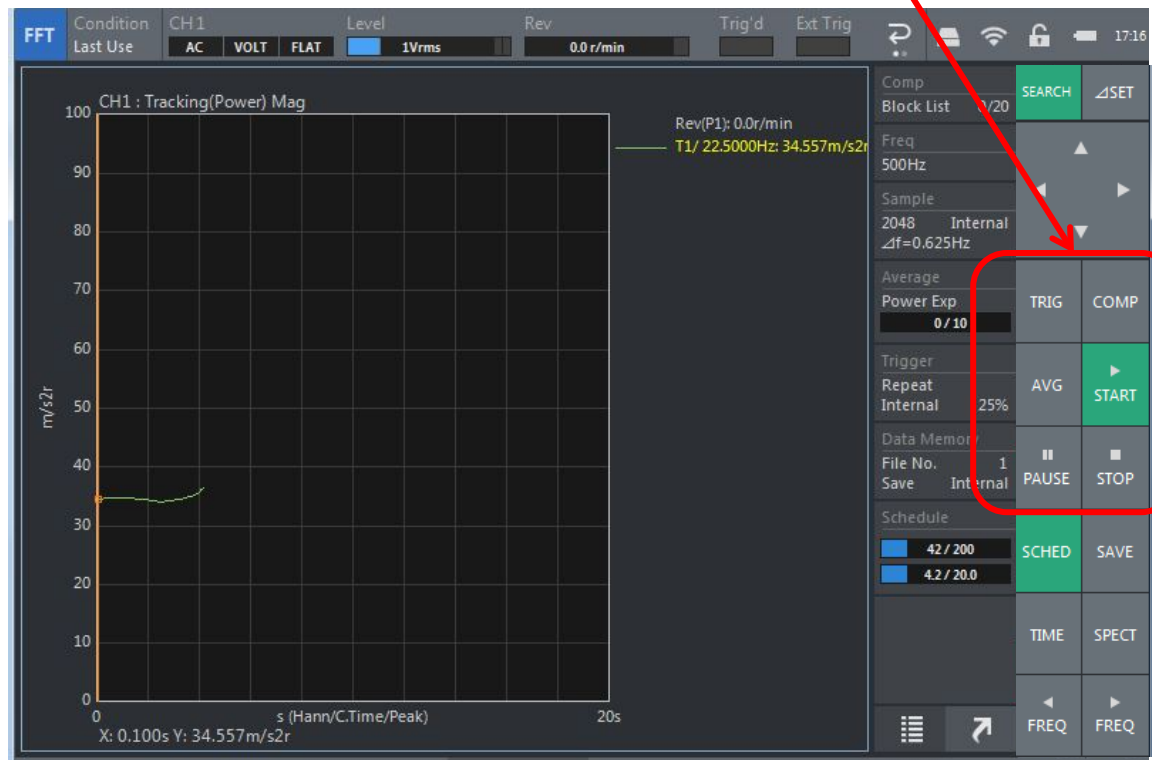 FFT
Condition
Last Use
CH1
AC VOLT FLAT
Level
1Vrms
Rev
0.0 r/min
Trig'd
Ext Trig
17:16
CH1 : Tracking(Power) Mag
100
90
80
70
60
50
40
30
20
10
0
m/s2r
0
s (Hann/C.Time/Peak)
20s
X: 0.100s Y: 34.557m/s2r
Rev(P1): 0.0r/min
T1/ 22.5000Hz: 34.557m/s2r
Comp
Block List 0/20
Freq
500Hz
Sample
2048 Internal
⊿f=0.625Hz
Average
Power Exp
0 / 10
Trigger
Repeat
Internal 25%
Data Memory
File No. 1
Save Internal
Schedule
42 / 200
4.2 / 20.0
SEARCH
⊿SET
TRIG
COMP
AVG
START
PAUSE
STOP
SCHED
SAVE
TIME
SPECT
FREQ
FREQ